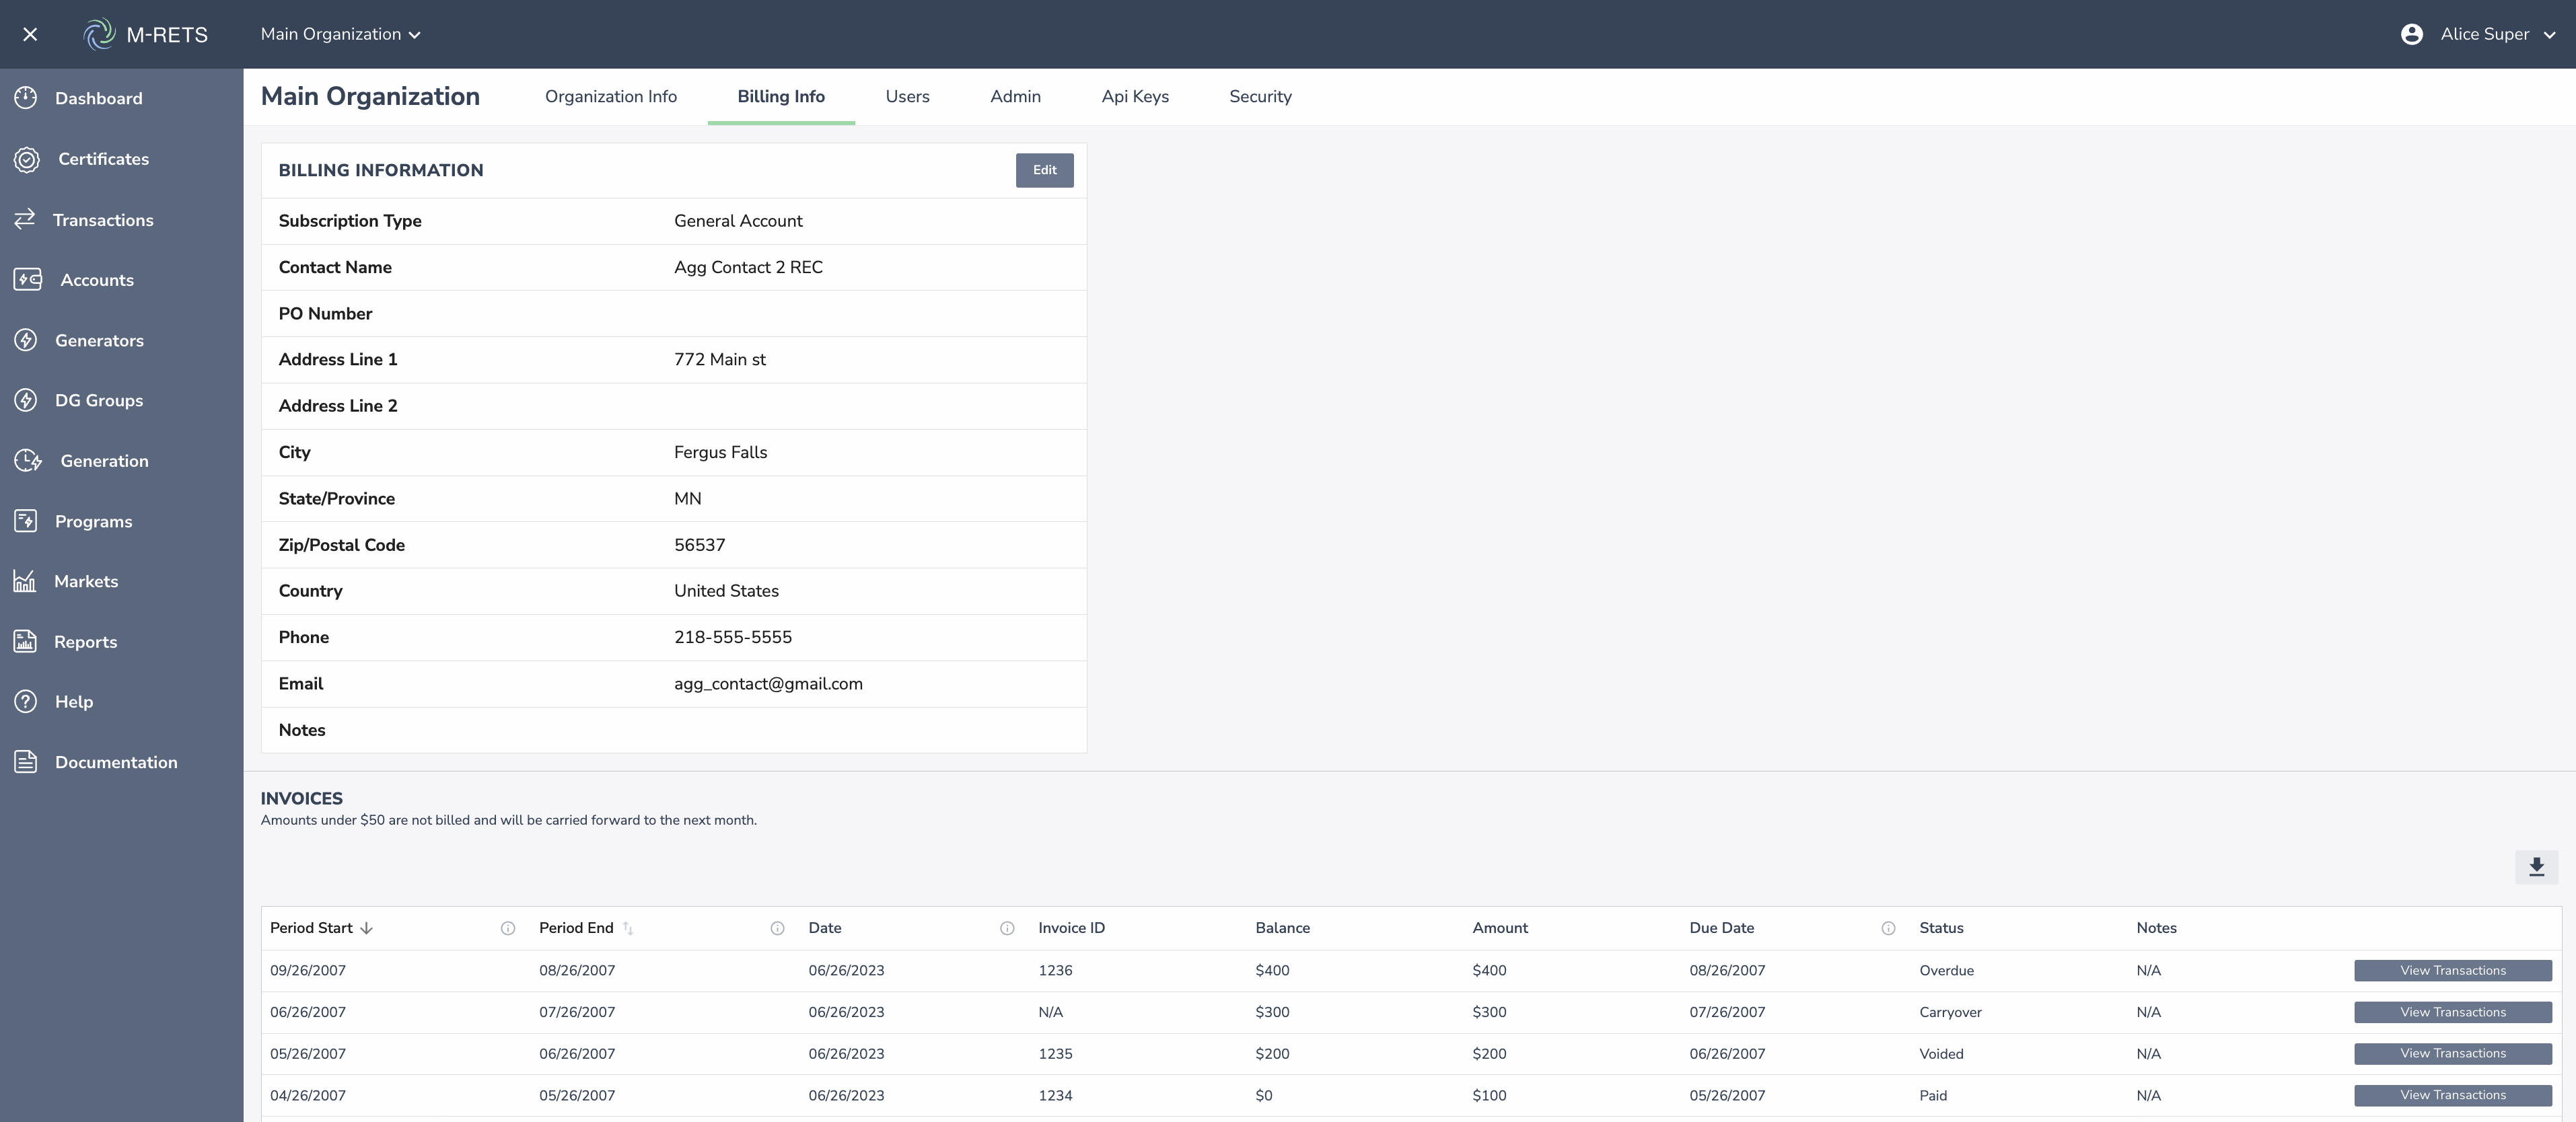 M-RETS
Main Organization
Alice Super
Dashboard
Certificates
Transactions
Accounts
Generators
DG Groups
Generation
Programs
Markets
Reports
Help
Documentation
Main Organization Organization Info Billing Info Users Admin Api Keys Security
BILLING INFORMATION Edit
Subscription Type General Account
Contact Name Agg Contact 2 REC
PO Number
Address Line 1 772 Main st
Address Line 2
City Fergus Falls
State/Province MN
Zip/Postal Code 56537
Country United States
Phone 218-555-5555
Email agg_contact@gmail.com
Notes
INVOICES
Amounts under $50 are not billed and will be carried forward to the next month.
Period Start Period End Date Invoice ID Balance Amount Due Date Status Notes
09/26/2007 08/26/2007 06/26/2023 1236 $400 $400 08/26/2007 Overdue N/A View Transactions
06/26/2007 07/26/2007 06/26/2023 N/A $300 $300 07/26/2007 Carryover N/A View Transactions
05/26/2007 06/26/2007 06/26/2023 1235 $200 $200 06/26/2007 Voided N/A View Transactions
04/26/2007 05/26/2007 06/26/2023 1234 $0 $100 05/26/2007 Paid N/A View Transactions